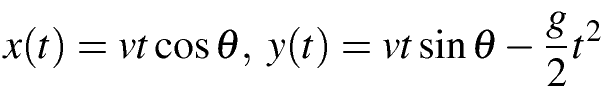 x(t) = vt cos θ, y(t) = vt sin θ − g/2 t²